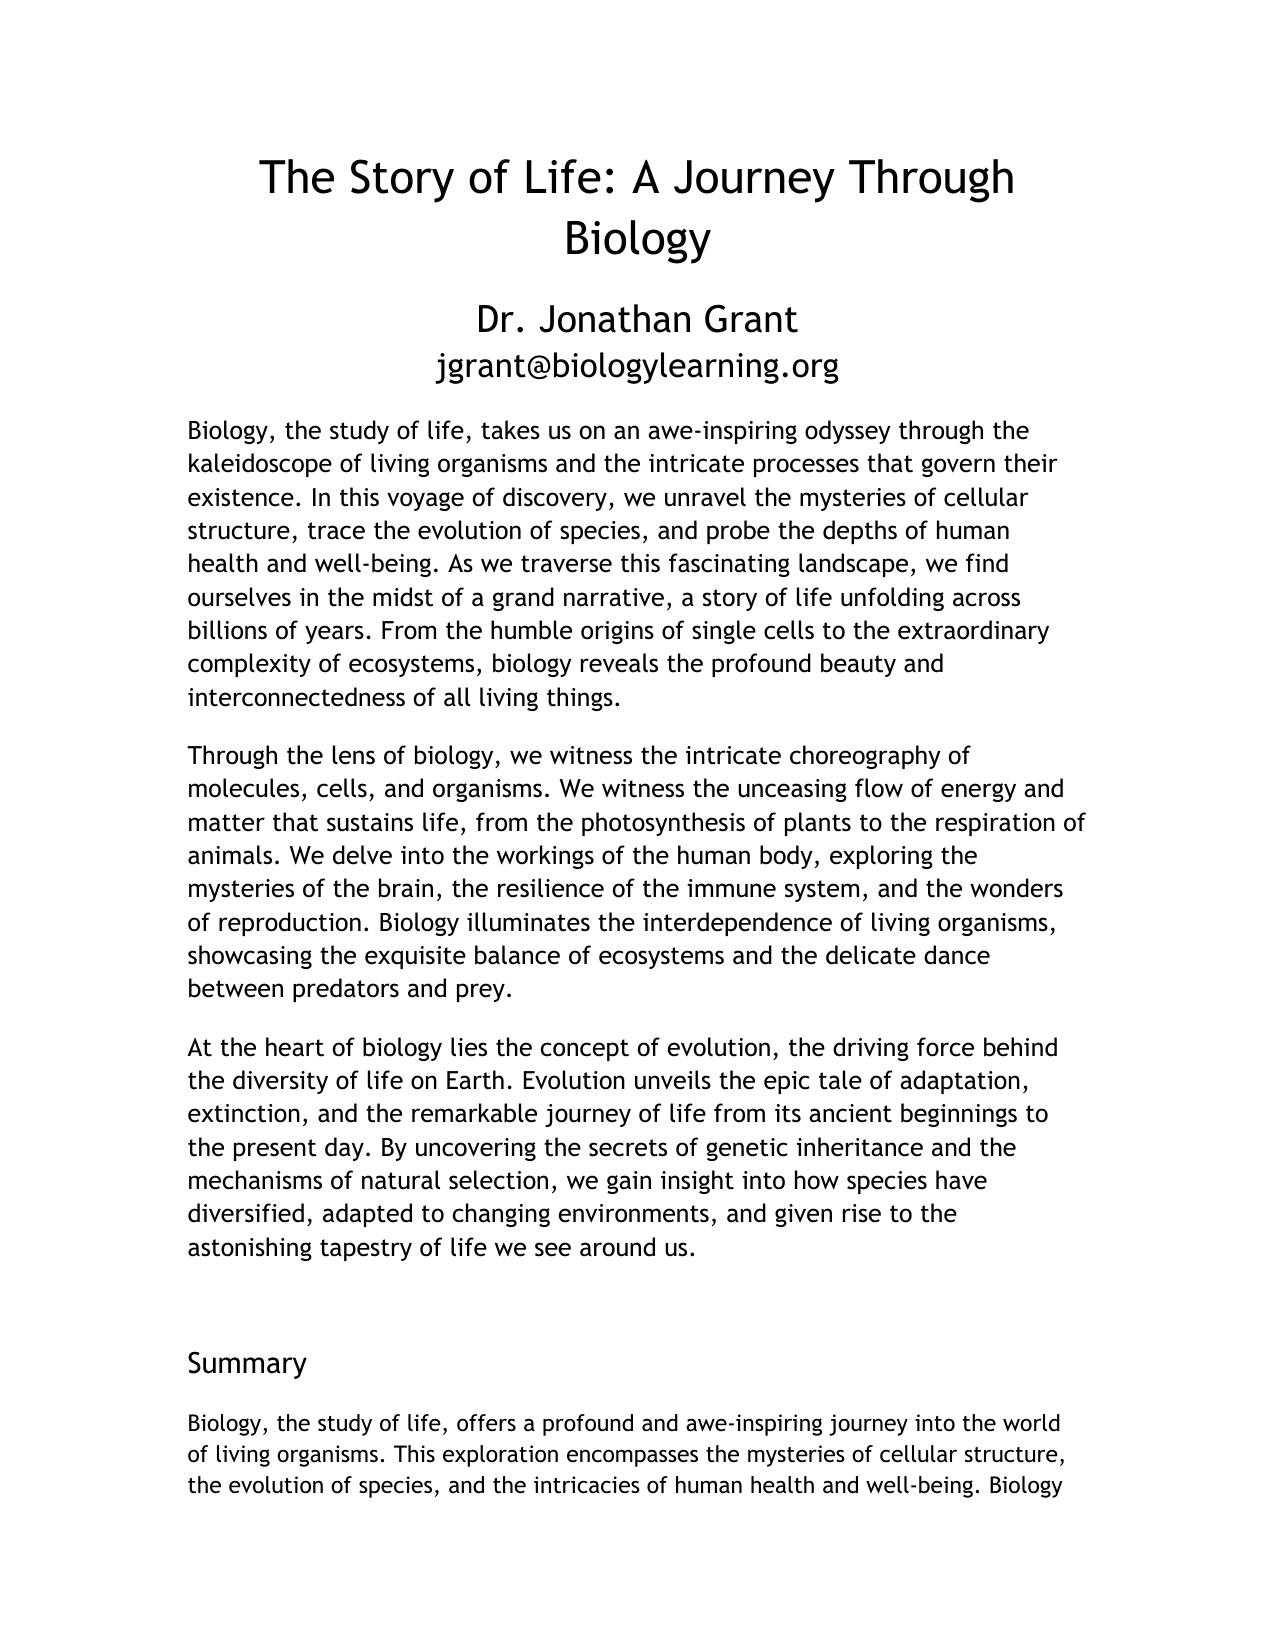 The Story of Life: A Journey Through
Biology
Dr. Jonathan Grant
jgrant@biologylearning.org
Biology, the study of life, takes us on an awe-inspiring odyssey through the
kaleidoscope of living organisms and the intricate processes that govern their
existence. In this voyage of discovery, we unravel the mysteries of cellular
structure, trace the evolution of species, and probe the depths of human
health and well-being. As we traverse this fascinating landscape, we find
ourselves in the midst of a grand narrative, a story of life unfolding across
billions of years. From the humble origins of single cells to the extraordinary
complexity of ecosystems, biology reveals the profound beauty and
interconnectedness of all living things.
Through the lens of biology, we witness the intricate choreography of
molecules, cells, and organisms. We witness the unceasing flow of energy and
matter that sustains life, from the photosynthesis of plants to the respiration of
animals. We delve into the workings of the human body, exploring the
mysteries of the brain, the resilience of the immune system, and the wonders
of reproduction. Biology illuminates the interdependence of living organisms,
showcasing the exquisite balance of ecosystems and the delicate dance
between predators and prey.
At the heart of biology lies the concept of evolution, the driving force behind
the diversity of life on Earth. Evolution unveils the epic tale of adaptation,
extinction, and the remarkable journey of life from its ancient beginnings to
the present day. By uncovering the secrets of genetic inheritance and the
mechanisms of natural selection, we gain insight into how species have
diversified, adapted to changing environments, and given rise to the
astonishing tapestry of life we see around us.
Summary
Biology, the study of life, offers a profound and awe-inspiring journey into the world
of living organisms. This exploration encompasses the mysteries of cellular structure,
the evolution of species, and the intricacies of human health and well-being. Biology